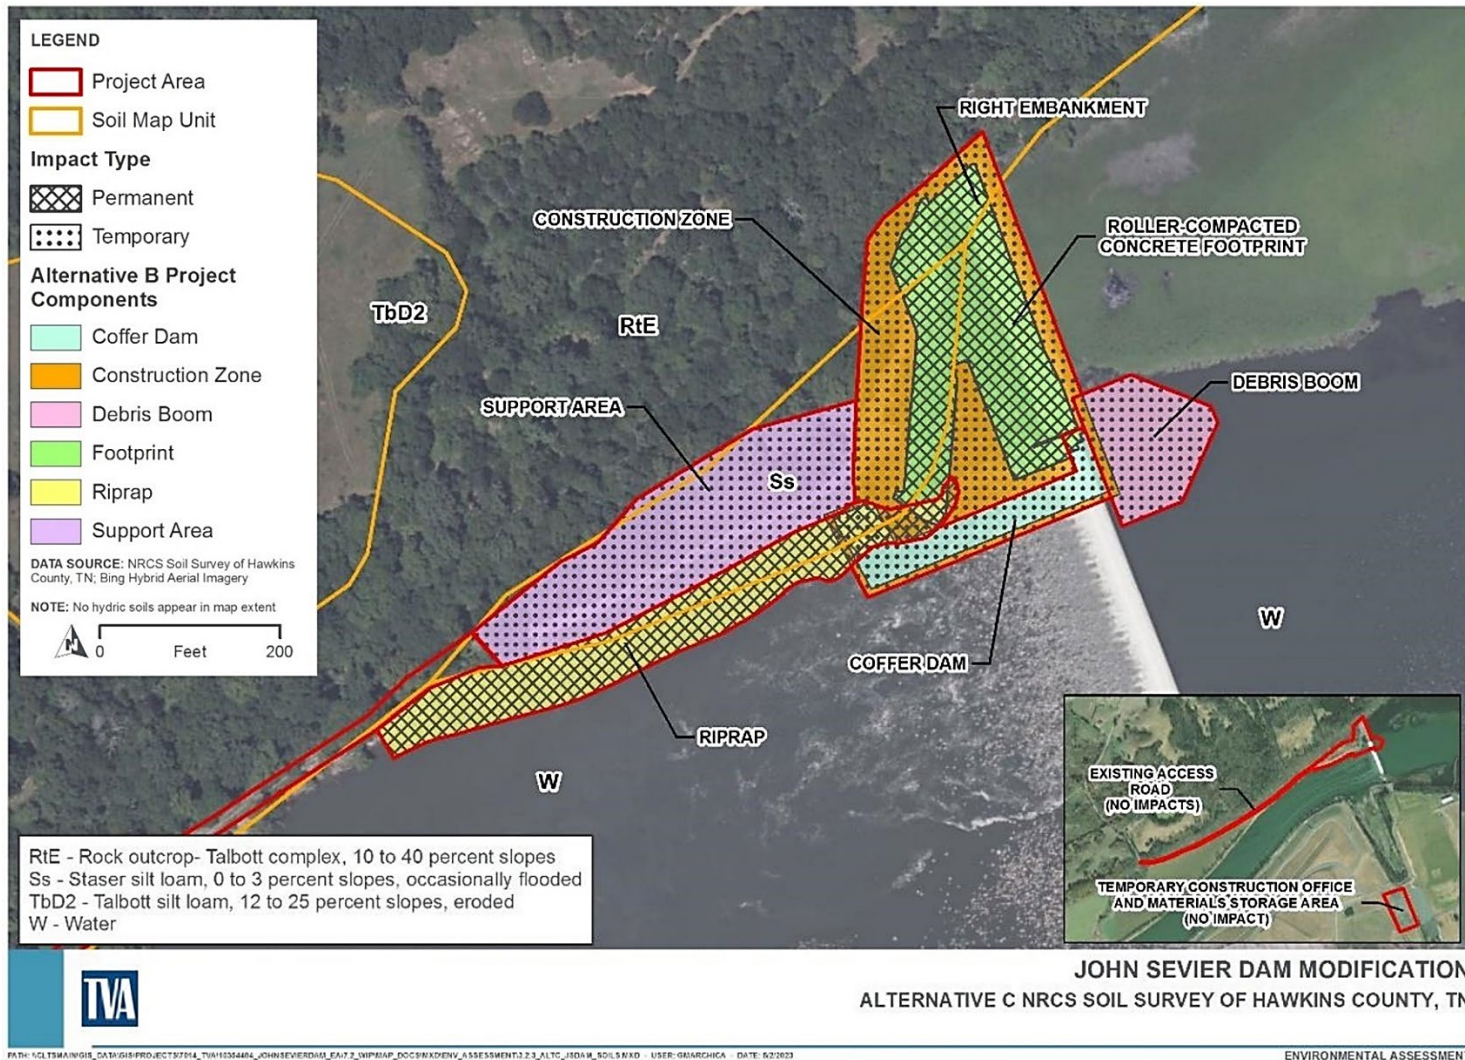 LEGEND
Project Area
Soil Map Unit
Impact Type
Permanent
Temporary
Alternative B Project
Components
Coffer Dam
Construction Zone
Debris Boom
Footprint
Riprap
Support Area
DATA SOURCE: NRCS Soil Survey of Hawkins
County, TN; Bing Hybrid Aerial Imagery
NOTE: No hydric soils appear in map extent
N
0 Feet 200
RIGHT EMBANKMENT
CONSTRUCTION ZONE
ROLLER-COMPACTED
CONCRETE FOOTPRINT
TbD2
RtE
SUPPORT AREA
DEBRIS BOOM
Ss
W
COFFER DAM
RIPRAP
W
EXISTING ACCESS
ROAD
(NO IMPACTS)
TEMPORARY CONSTRUCTION OFFICE
AND MATERIALS STORAGE AREA
(NO IMPACT)
RtE - Rock outcrop- Talbott complex, 10 to 40 percent slopes
Ss - Staser silt loam, 0 to 3 percent slopes, occasionally flooded
TbD2 - Talbott silt loam, 12 to 25 percent slopes, eroded
W - Water
TVA
JOHN SEVIER DAM MODIFICATION
ALTERNATIVE C NRCS SOIL SURVEY OF HAWKINS COUNTY, TN
USER: GMARCHICA - DATE: 5/2/2023
ENVIRONMENTAL ASSESSMENT